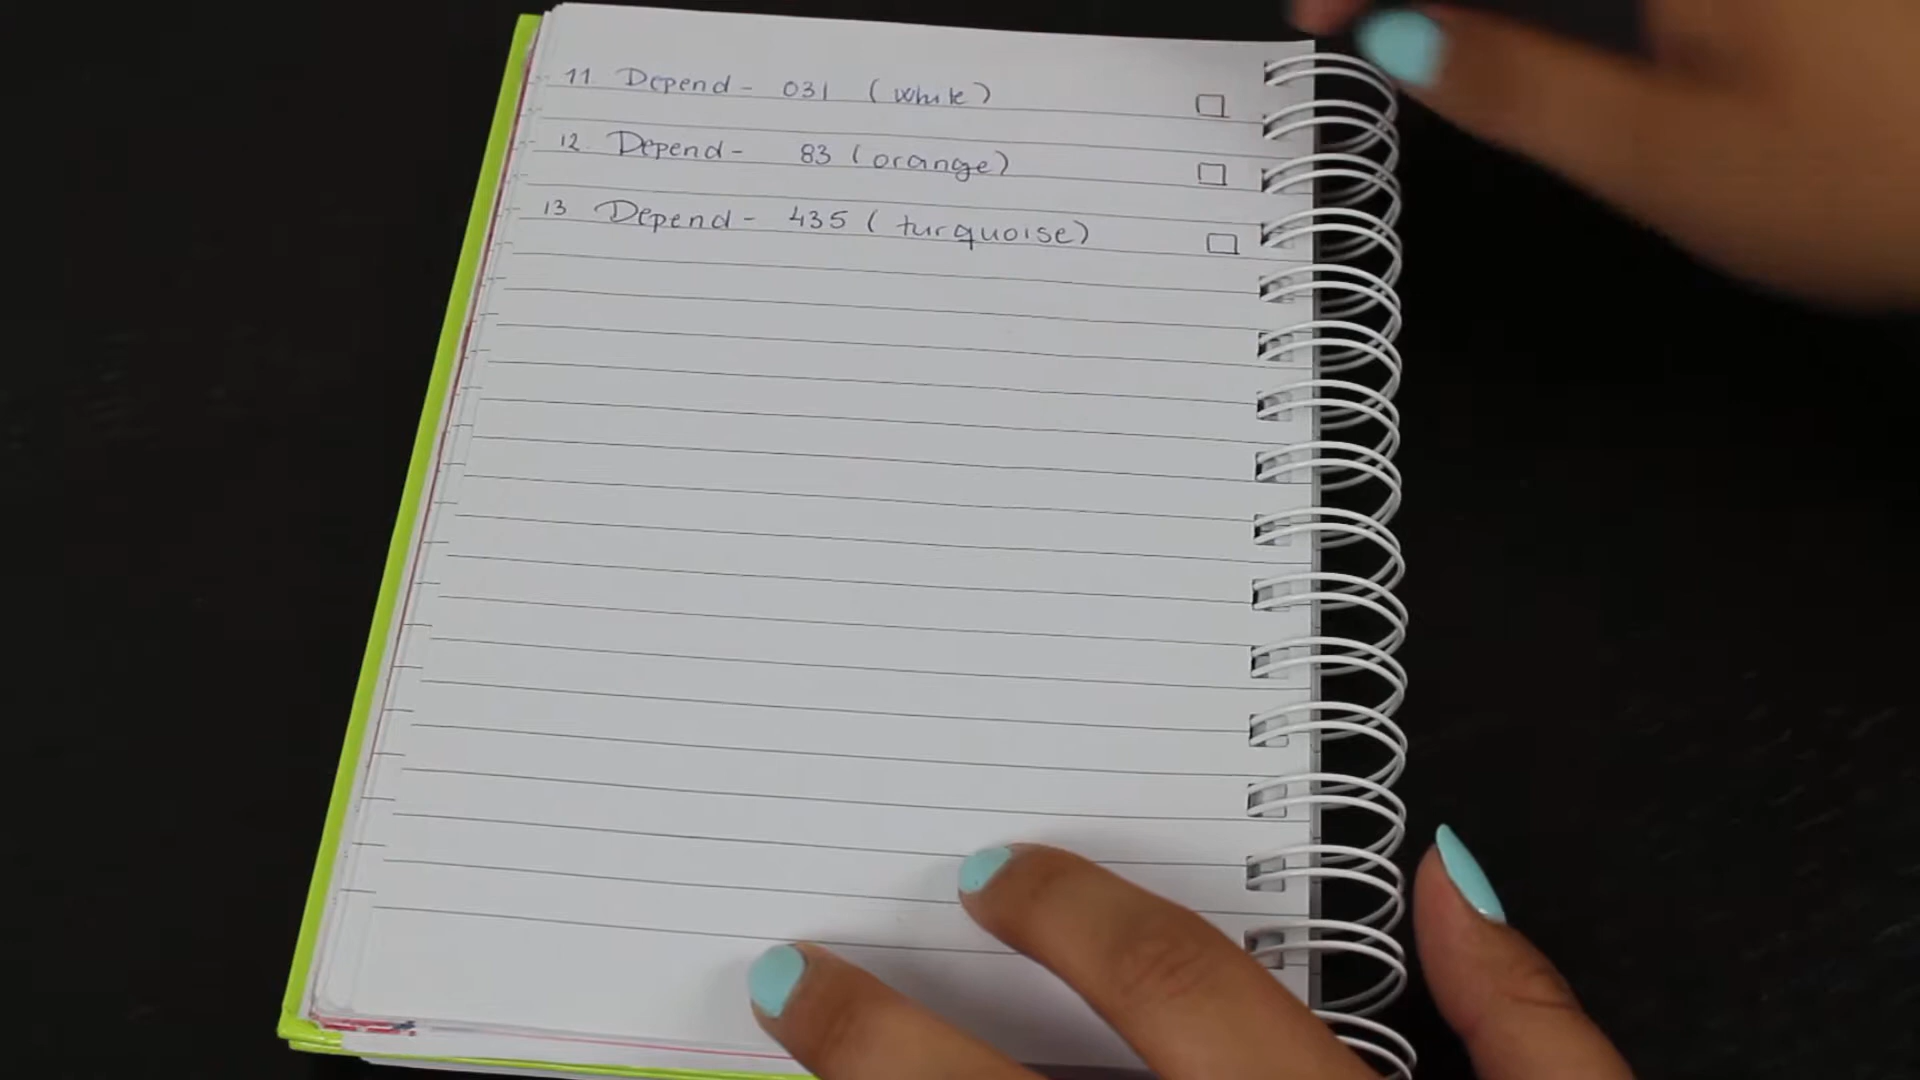 11. Depend - 031 (white)
12. Depend - 83 (orange)
13 Depend - 435 (turquoise)